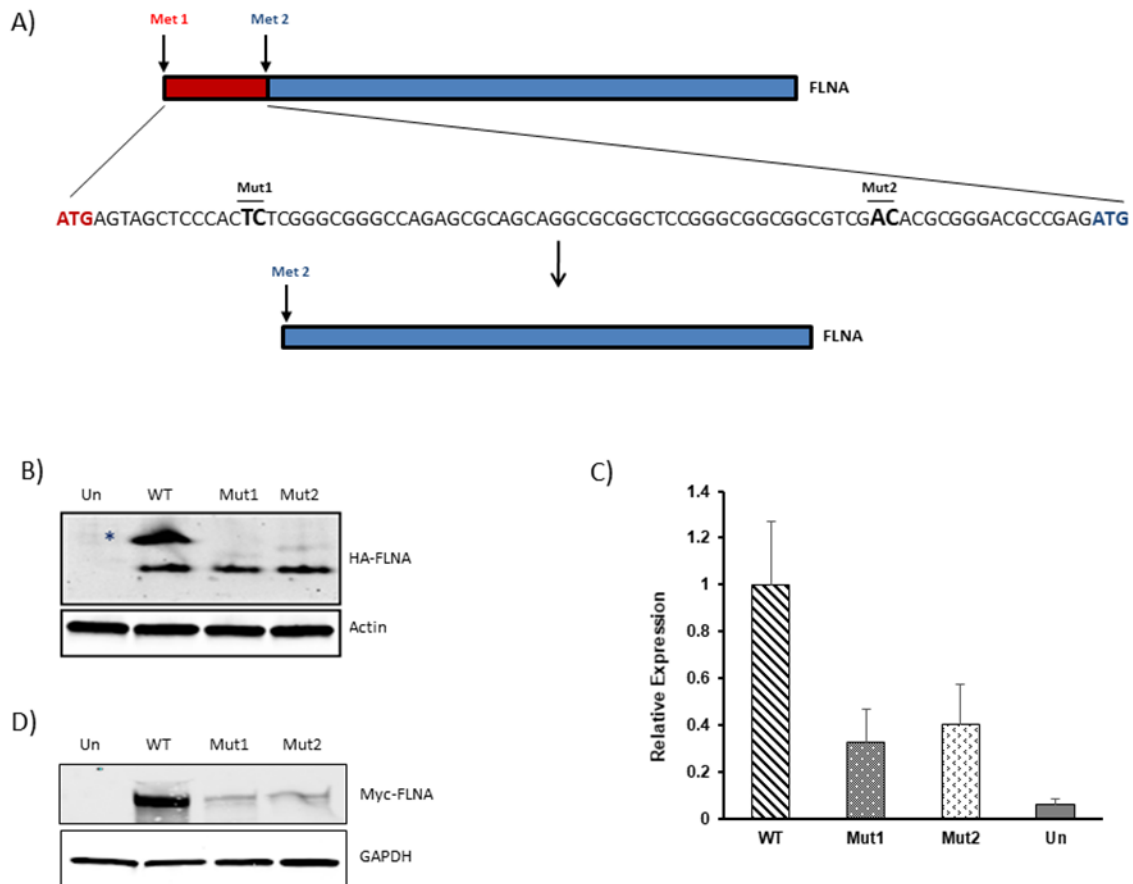 A)
Met 1 Met 2
FLNA
Mut1 Mut2
ATGAGTAGCTCCCACTCTCGGGCGGGCCAGAGCGCAGCAGGCGCGGCTCCGGGCGGCGGCGTCGACACGCGGGACGCCGAGATG
Met 2
FLNA
B)
Un WT Mut1 Mut2
*
HA-FLNA
Actin
C)
Relative Expression
1.4
1.2
1
0.8
0.6
0.4
0.2
0
WT Mut1 Mut2 Un
D)
Un WT Mut1 Mut2
Myc-FLNA
GAPDH